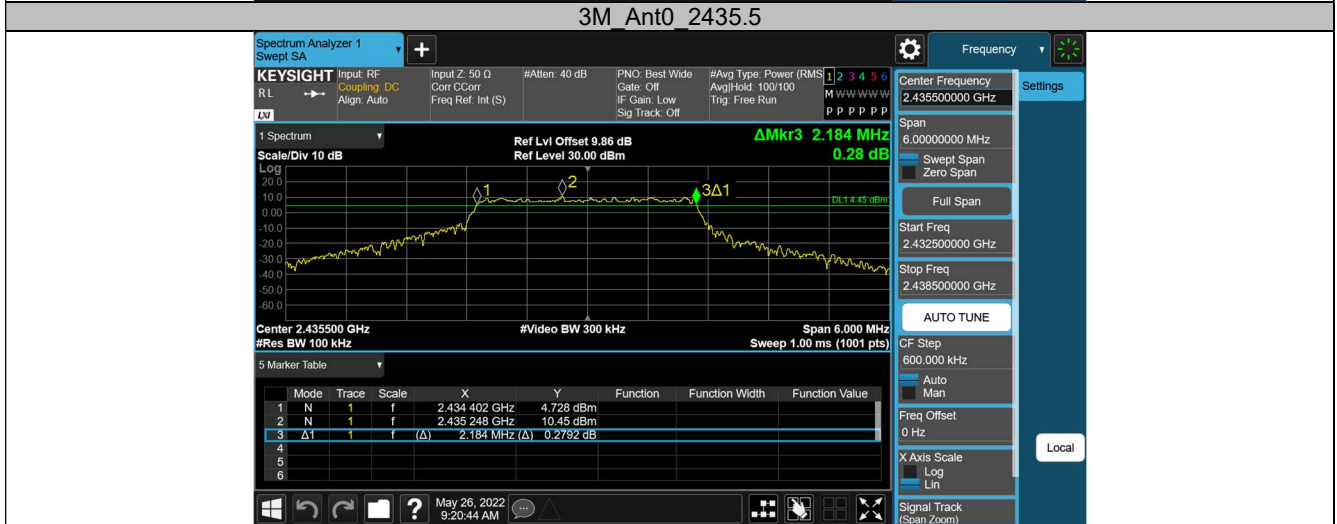 3M_Ant0_2435.5
Spectrum Analyzer 1
Swept SA
+
Frequency
KEYSIGHT
RL
LXI
Input: RF
Coupling: DC
Align: Auto
Input Z: 50 Ω
Corr CCorr
Freq Ref: Int (S)
#Atten: 40 dB
PNO: Best Wide
Gate: Off
IF Gain: Low
Sig Track: Off
#Avg Type: Power (RMS
Avg|Hold: 100/100
Trig: Free Run
1 2 3 4 5 6
M W W W W W
P P P P P P
1 Spectrum
Scale/Div 10 dB
Ref Lvl Offset 9.86 dB
Ref Level 30.00 dBm
ΔMkr3 2.184 MHz
0.28 dB
Log
20.0
10.0
0.00
-10.0
-20.0
-30.0
-40.0
-50.0
-60.0
1
2
3Δ1
DL1 4.45 dBm
Center 2.435500 GHz
#Video BW 300 kHz
Span 6.000 MHz
#Res BW 100 kHz
Sweep 1.00 ms (1001 pts)
5 Marker Table
Mode Trace Scale X Y Function Function Width Function Value
1 N 1 f 2.434 402 GHz 4.728 dBm
2 N 1 f 2.435 248 GHz 10.45 dBm
3 Δ1 1 f (Δ) 2.184 MHz (Δ) 0.2792 dB
4
5
6
?
May 26, 2022
9:20:44 AM
Center Frequency
2.435500000 GHz
Span
6.00000000 MHz
Swept Span
Zero Span
Full Span
Start Freq
2.432500000 GHz
Stop Freq
2.438500000 GHz
AUTO TUNE
CF Step
600.000 kHz
Auto
Man
Freq Offset
0 Hz
X Axis Scale
Log
Lin
Signal Track
(Span Zoom)
Settings
Local